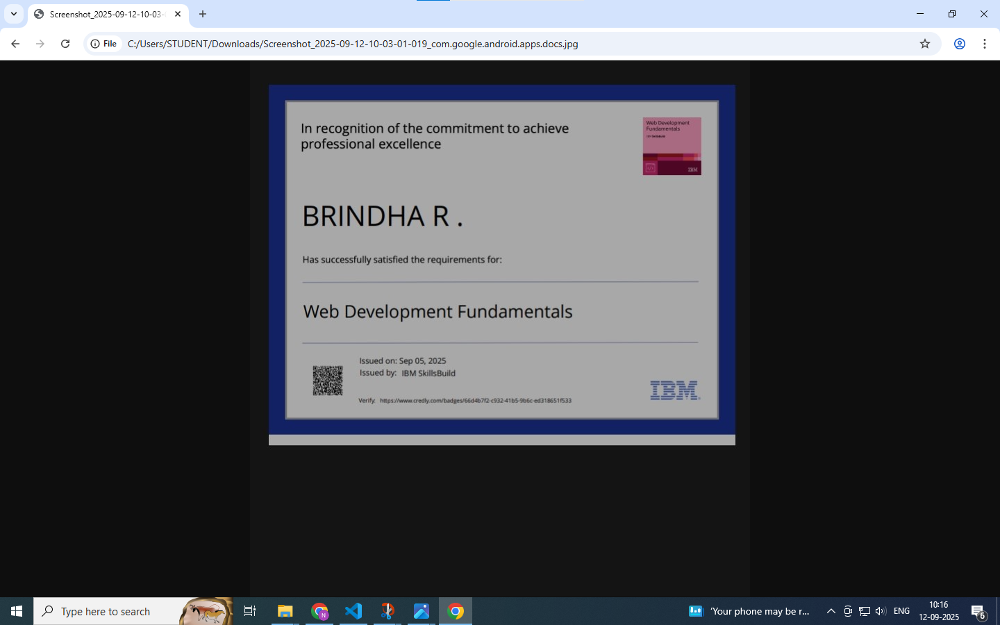 Screenshot_2025-09-12-10-03-
File
C:/Users/STUDENT/Downloads/Screenshot_2025-09-12-10-03-01-019_com.google.android.apps.docs.jpg
In recognition of the commitment to achieve
professional excellence
Web Development
Fundamentals
IBM
BRINDHA R .
Has successfully satisfied the requirements for:
Web Development Fundamentals
Issued on: Sep 05, 2025
Issued by: IBM SkillsBuild
Verify: https://www.credly.com/badges/66d4b7f2-c932-41b5-9b6c-ed318651f533
IBM®
Type here to search
N
'Your phone may be r...
ENG
10:16
12-09-2025
6